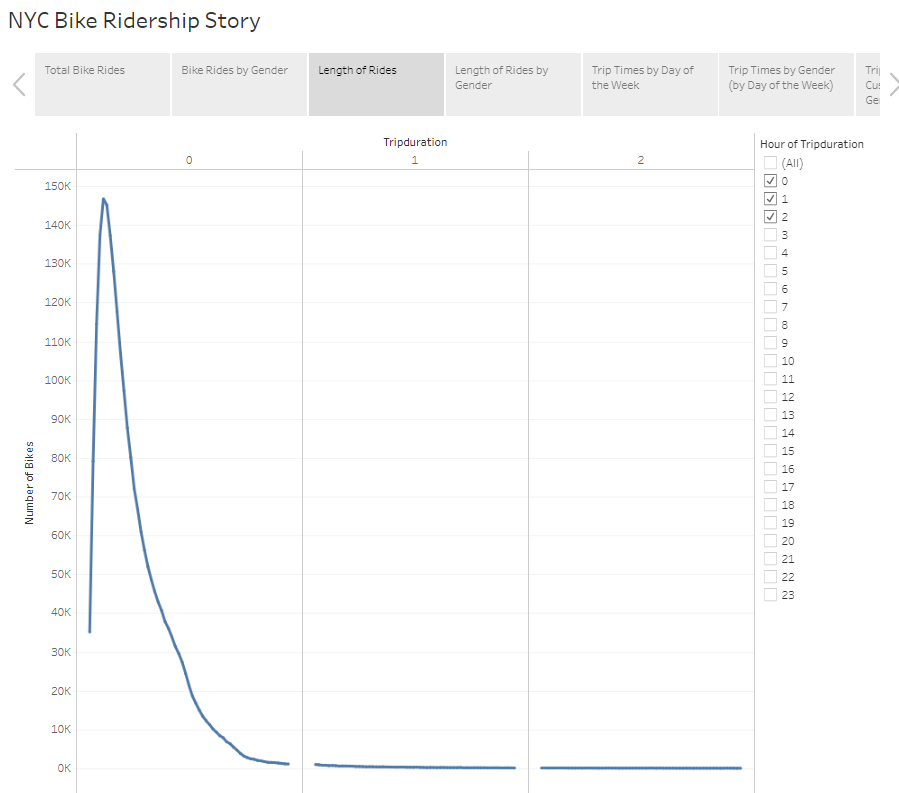 NYC Bike Ridership Story
Total Bike Rides
Bike Rides by Gender
Length of Rides
Length of Rides by
Gender
Trip Times by Day of
the Week
Trip Times by Gender
(by Day of the Week)
Tripduration
0
1
2
150K
140K
130K
120K
110K
100K
90K
80K
70K
60K
50K
40K
30K
20K
10K
0K
Number of Bikes
Hour of Tripduration
(All)
0
1
2
3
4
5
6
7
8
9
10
11
12
13
14
15
16
17
18
19
20
21
22
23